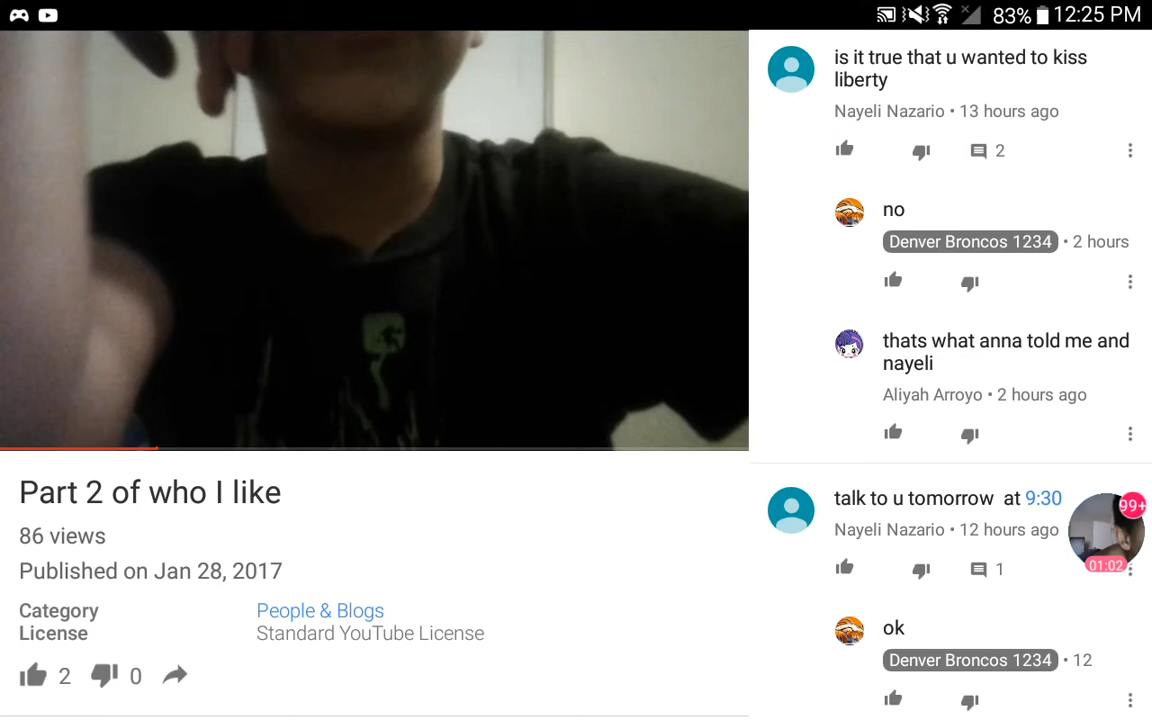 83% 12:25 PM
is it true that u wanted to kiss
liberty
Nayeli Nazario • 13 hours ago
2
no
Denver Broncos 1234 • 2 hours
thats what anna told me and
nayeli
Aliyah Arroyo • 2 hours ago
Part 2 of who I like
86 views
Published on Jan 28, 2017
Category People & Blogs
License Standard YouTube License
2 0
talk to u tomorrow at 9:30
Nayeli Nazario • 12 hours ago
99+
01:02
1
ok
Denver Broncos 1234 • 12